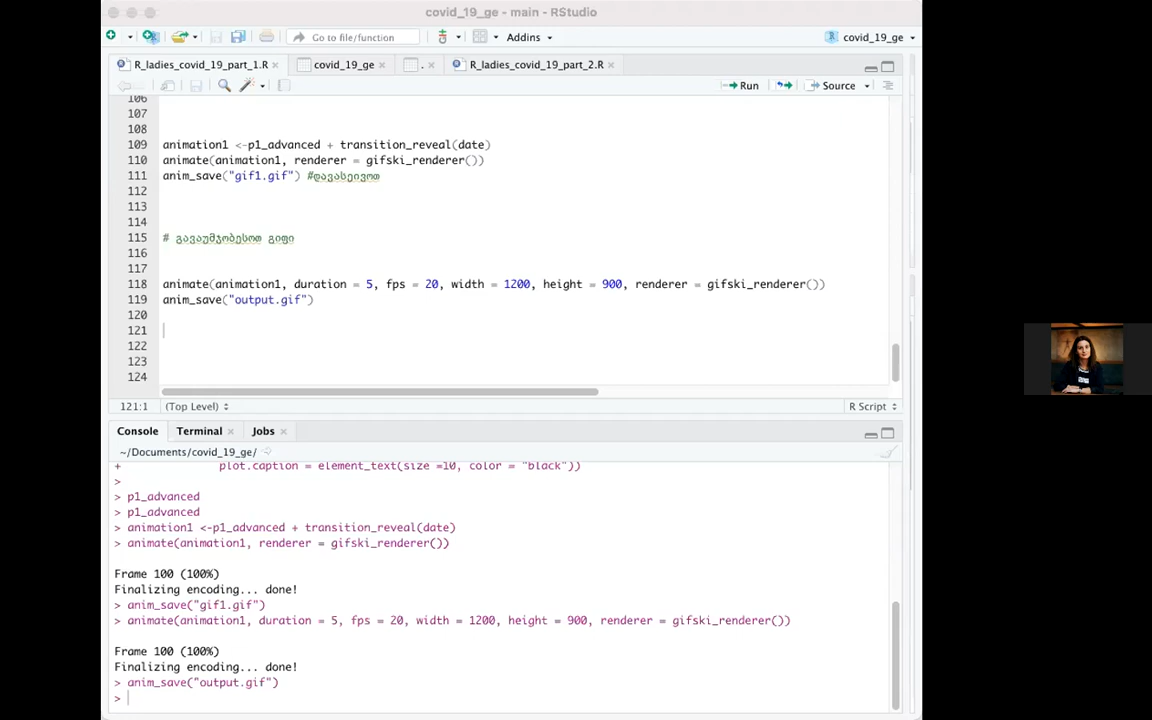 covid_19_ge - main - RStudio
Go to file/function
Addins
covid_19_ge
R_ladies_covid_19_part_1.R
covid_19_ge
.
R_ladies_covid_19_part_2.R
Run
Source
106
107
108
109 animation1 <-p1_advanced + transition_reveal(date)
110 animate(animation1, renderer = gifski_renderer())
111 anim_save("gif1.gif") #დავასეივოთ
112
113
114
115 # გავაუმჯობესოთ გიფი
116
117
118 animate(animation1, duration = 5, fps = 20, width = 1200, height = 900, renderer = gifski_renderer())
119 anim_save("output.gif")
120
121
122
123
124
121:1 (Top Level) R Script
Console Terminal Jobs
~/Documents/covid_19_ge/
+ plot.caption = element_text(size =10, color = "black"))
>
> p1_advanced
> p1_advanced
> animation1 <-p1_advanced + transition_reveal(date)
> animate(animation1, renderer = gifski_renderer())
Frame 100 (100%)
Finalizing encoding... done!
> anim_save("gif1.gif")
> animate(animation1, duration = 5, fps = 20, width = 1200, height = 900, renderer = gifski_renderer())
Frame 100 (100%)
Finalizing encoding... done!
> anim_save("output.gif")
>